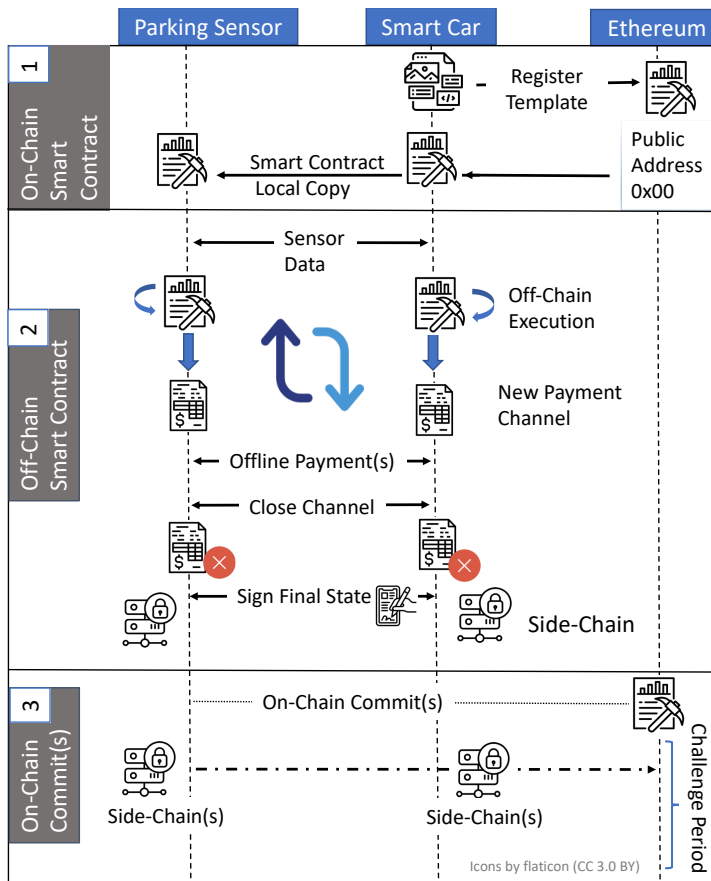 Parking Sensor
Smart Car
Ethereum
1
On-Chain
Smart
Contract
Register
Template
Public
Address
0x00
Smart Contract
Local Copy
2
Off-Chain
Smart Contract
Sensor
Data
Off-Chain
Execution
$
$
New Payment
Channel
Offline Payment(s)
Close Channel
$
$
Sign Final State
Side-Chain
3
On-Chain
Commit(s)
On-Chain Commit(s)
Challenge Period
Side-Chain(s)
Side-Chain(s)
Icons by flaticon (CC 3.0 BY)